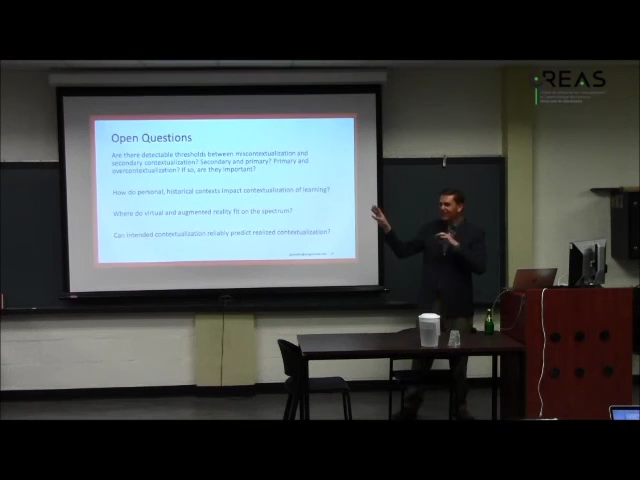 REAS
Open Questions
Are there detectable thresholds between miscontextualization and
secondary contextualization? Secondary and primary? Primary and
overcontextualization? If so, are they important?
How do personal, historical contexts impact contextualization of learning?
Where do virtual and augmented reality fit on the spectrum?
Can intended contextualization reliably predict realized contextualization?